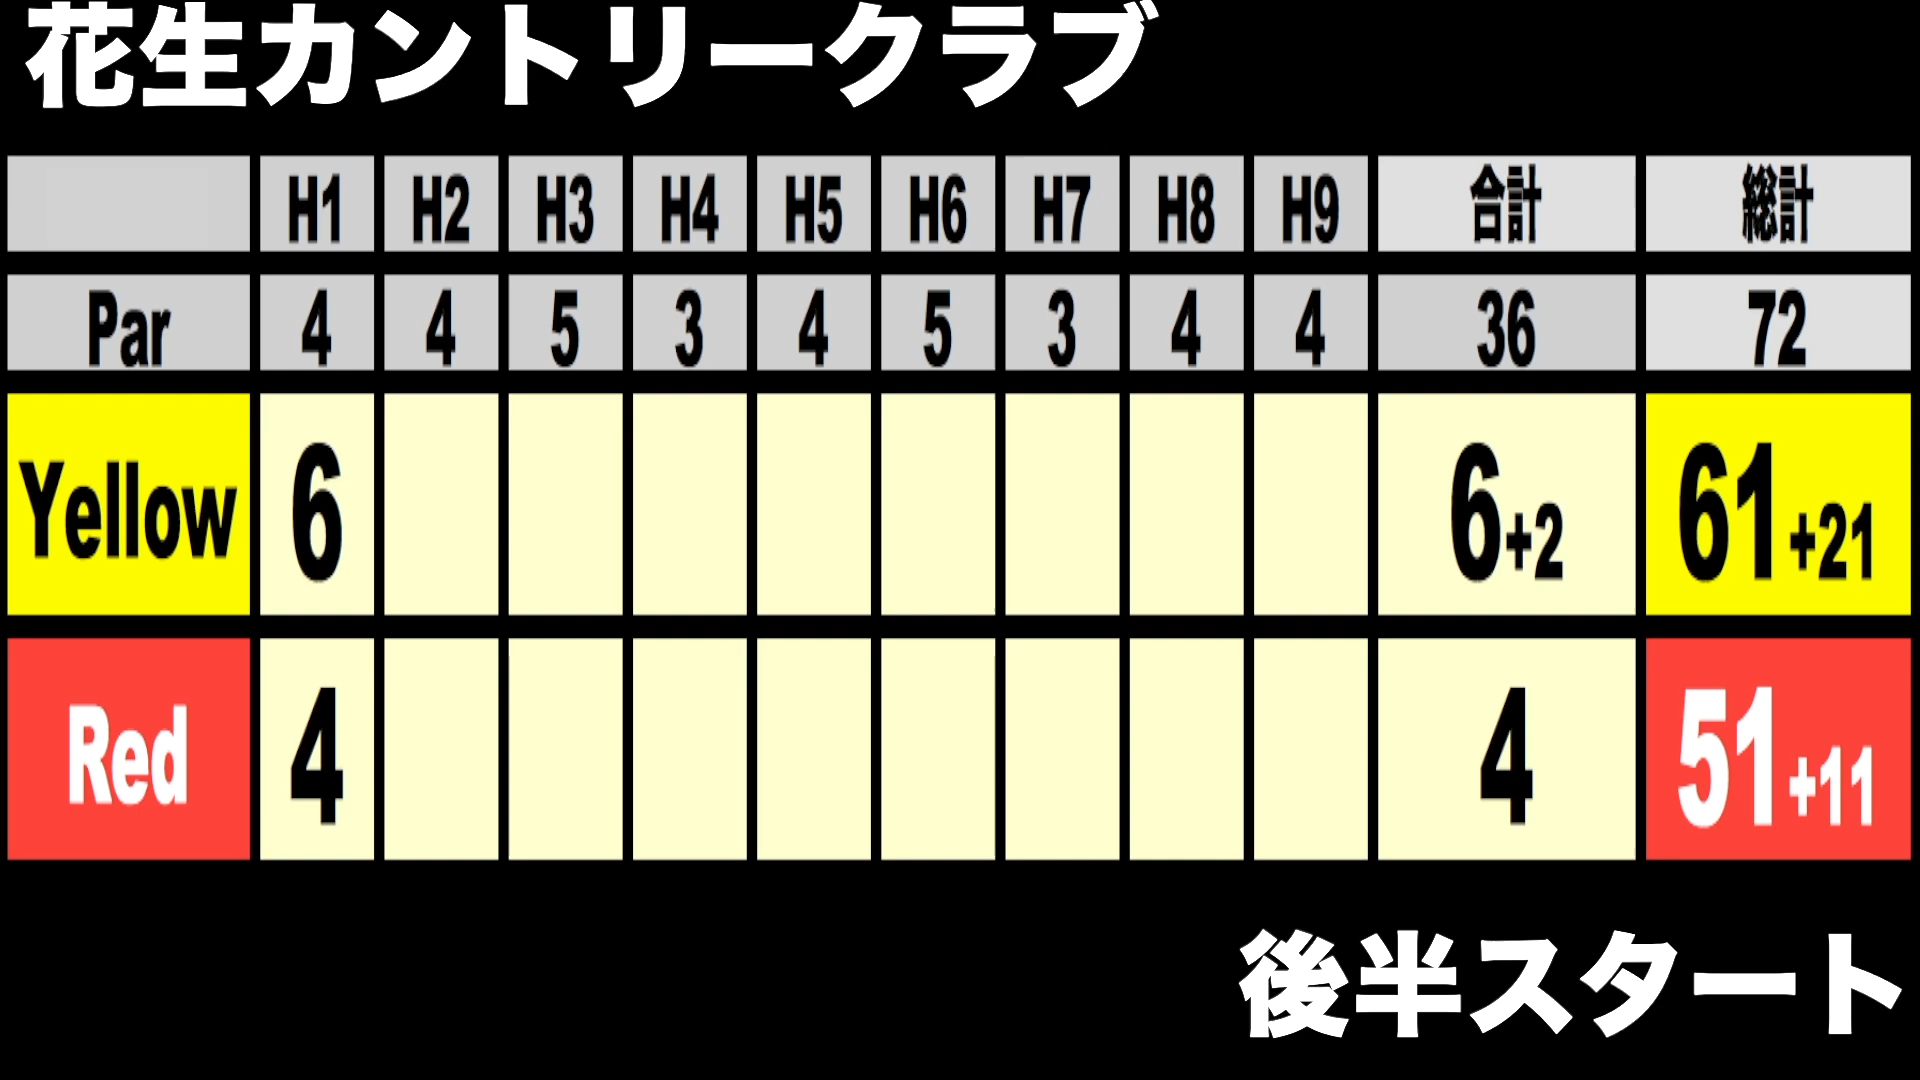 花生カントリークラブ
H1 H2 H3 H4 H5 H6 H7 H8 H9 合計 総計
Par 4 4 5 3 4 5 3 4 4 36 72
Yellow 6 6+2 61+21
Red 4 4 51+11
後半スタート